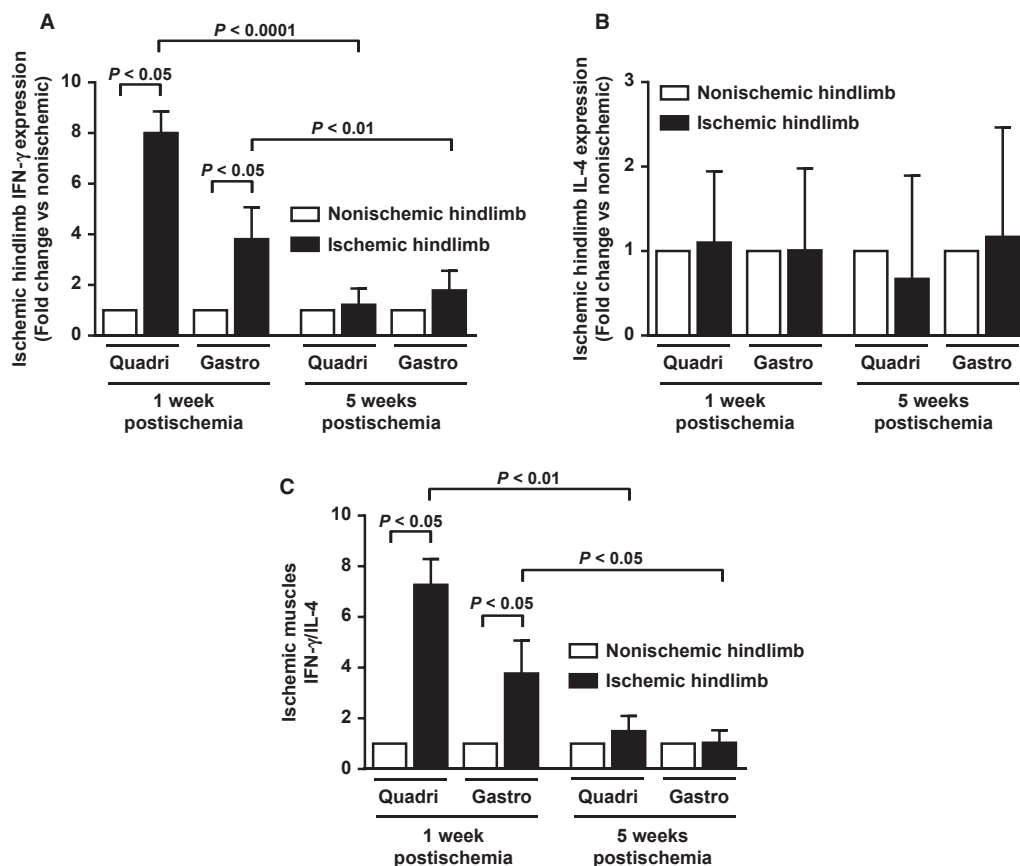 A
P < 0.0001
P < 0.05
P < 0.01
P < 0.05
Ischemic hindlimb IFN-γ expression
(Fold change vs nonischemic)
10
8
6
4
2
0
Nonischemic hindlimb
Ischemic hindlimb
Quadri Gastro Quadri Gastro
1 week
postischemia
5 weeks
postischemia
B
Ischemic hindlimb IL-4 expression
(Fold change vs nonischemic)
3
2
1
0
Nonischemic hindlimb
Ischemic hindlimb
Quadri Gastro Quadri Gastro
1 week
postischemia
5 weeks
postischemia
C
P < 0.01
P < 0.05
P < 0.05
P < 0.05
Ischemic muscles
IFN-γ/IL-4
10
8
6
4
2
0
Nonischemic hindlimb
Ischemic hindlimb
Quadri Gastro Quadri Gastro
1 week
postischemia
5 weeks
postischemia